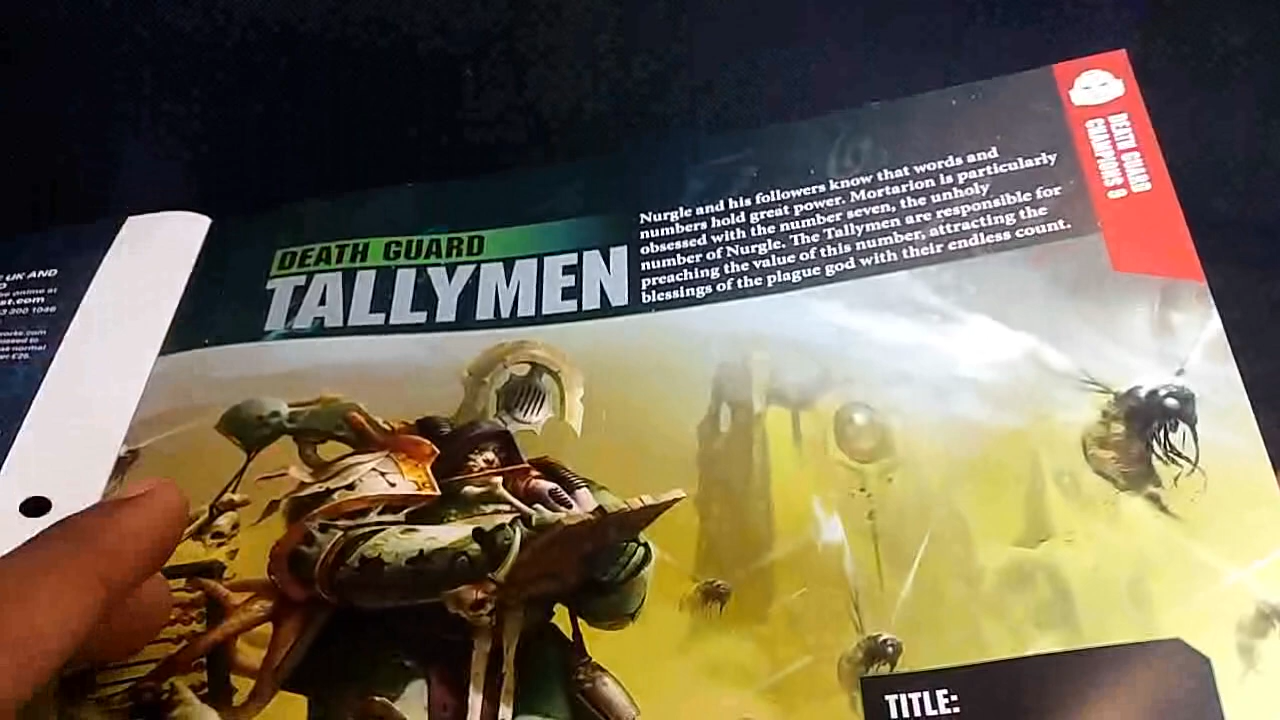 DEATH GUARD
TALLYMEN
Nurgle and his followers know that words and
numbers hold great power. Mortarion is particularly
obsessed with the number seven, the unholy
number of Nurgle. The Tallymen are responsible for
preaching the value of this number, attracting the
blessings of the plague god with their endless count.
DEATH GUARD
CHAMPIONS
TITLE:
UK AND